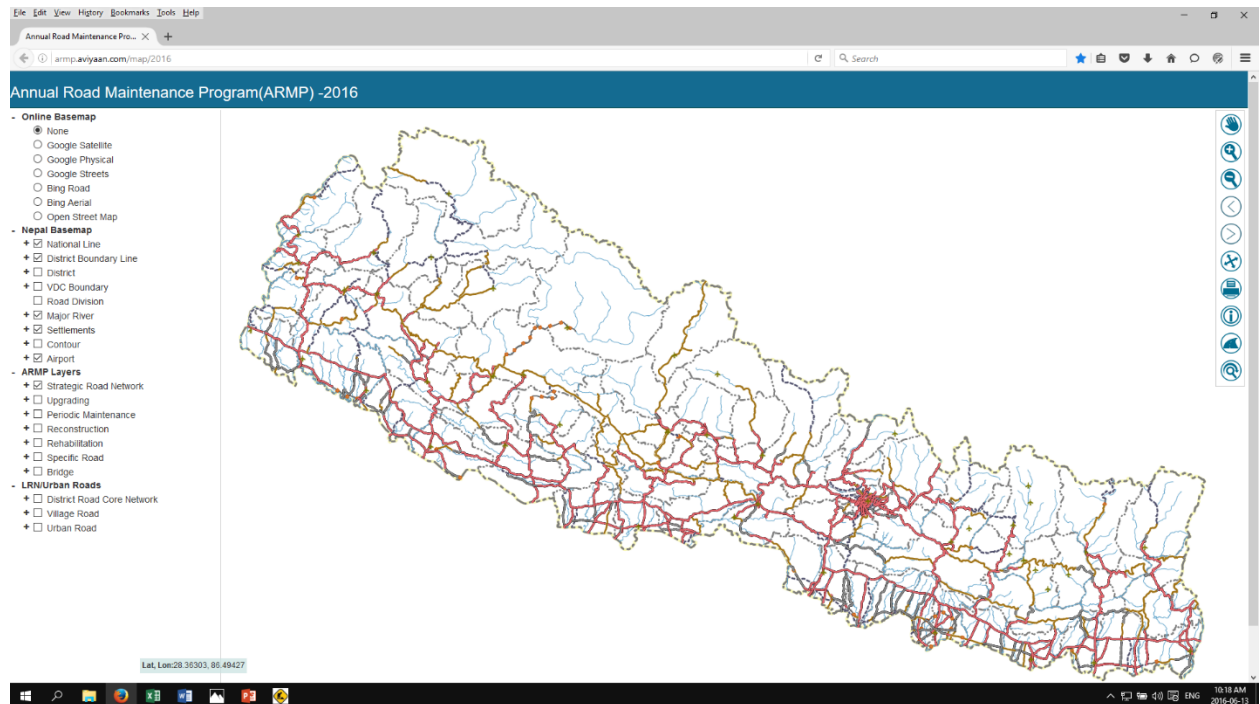 File Edit View History Bookmarks Tools Help
Annual Road Maintenance Pro...
armp.aviyaan.com/map/2016
Search
Annual Road Maintenance Program(ARMP) -2016
- Online Basemap
None
Google Satellite
Google Physical
Google Streets
Bing Road
Bing Aerial
Open Street Map
- Nepal Basemap
+ National Line
+ District Boundary Line
+ District
+ VDC Boundary
Road Division
+ Major River
+ Settlements
+ Contour
+ Airport
- ARMP Layers
+ Strategic Road Network
+ Upgrading
+ Periodic Maintenance
+ Reconstruction
+ Rehabilitation
+ Specific Road
+ Bridge
- LRN/Urban Roads
+ District Road Core Network
+ Village Road
+ Urban Road
Lat, Lon:28.36303, 86.49427
ENG
10:18 AM
2016-06-13